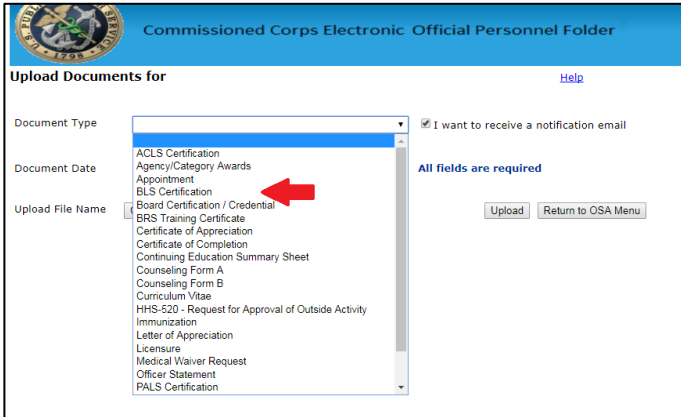 U.S. PUBLIC HEALTH SERVICE
1798
Commissioned Corps Electronic Official Personnel Folder
Upload Documents for
Help
Document Type
I want to receive a notification email
ACLS Certification
Agency/Category Awards
Appointment
BLS Certification
Board Certification / Credential
BRS Training Certificate
Certificate of Appreciation
Certificate of Completion
Continuing Education Summary Sheet
Counseling Form A
Counseling Form B
Curriculum Vitae
HHS-520 - Request for Approval of Outside Activity
Immunization
Letter of Appreciation
Licensure
Medical Waiver Request
Officer Statement
PALS Certification
Document Date
All fields are required
Upload File Name
Upload Return to OSA Menu